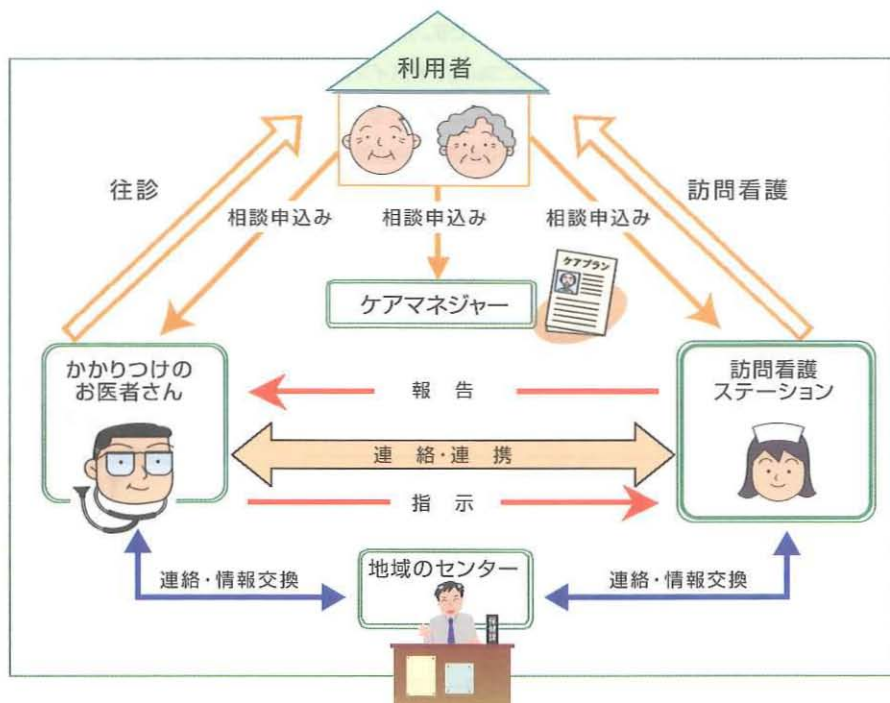 利用者
往診
訪問看護
相談申込み
相談申込み
相談申込み
ケアプラン
ケアマネジャー
かかりつけの
お医者さん
訪問看護
ステーション
報告
連絡・連携
指示
地域のセンター
連絡・情報交換
連絡・情報交換